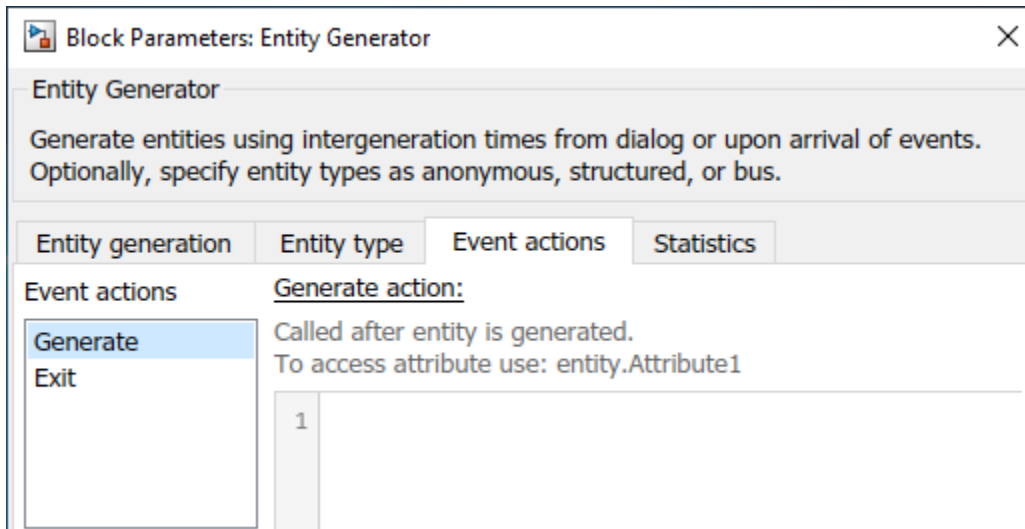 Block Parameters: Entity Generator
Entity Generator
Generate entities using intergeneration times from dialog or upon arrival of events.
Optionally, specify entity types as anonymous, structured, or bus.
Entity generation Entity type Event actions Statistics
Event actions
Generate
Exit
Generate action:
Called after entity is generated.
To access attribute use: entity.Attribute1
1